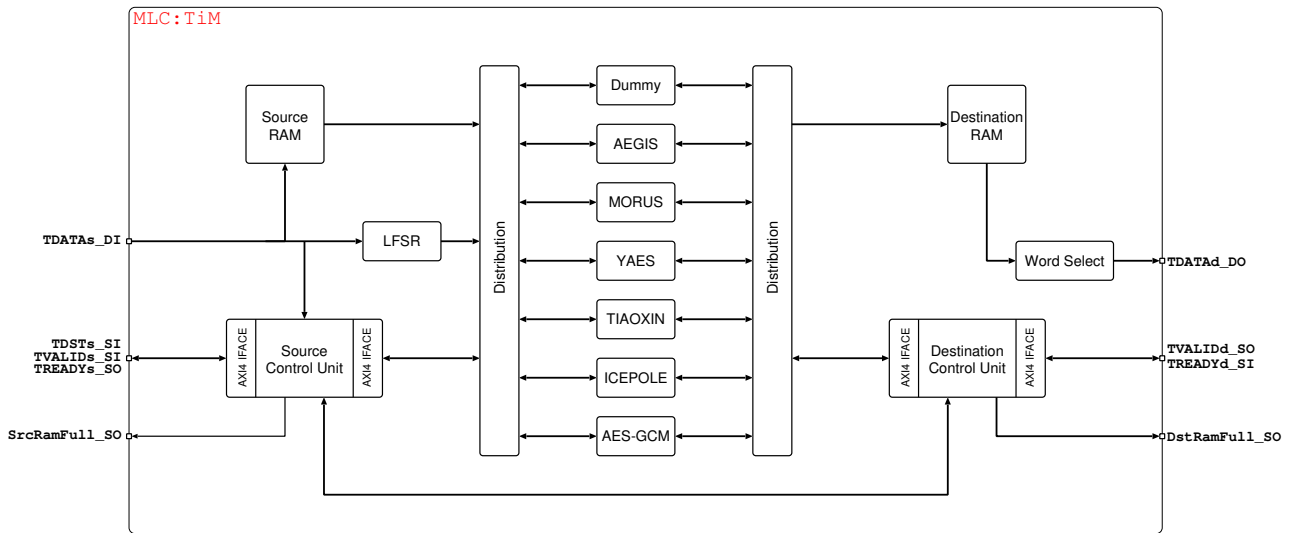 MLC:TiM
Source
RAM
Distribution
Dummy
AEGIS
MORUS
YAES
TIAOXIN
ICEPOLE
AES-GCM
Distribution
Destination
RAM
TDATAs_DI
LFSR
Word Select
TDATAd_DO
TDSTs_SI
TVALIDs_SI
TREADYs_SO
AXI4 IFACE
Source
Control Unit
AXI4 IFACE
AXI4 IFACE
Destination
Control Unit
AXI4 IFACE
TVALIDd_SO
TREADYd_SI
SrcRamFull_SO
DstRamFull_SO